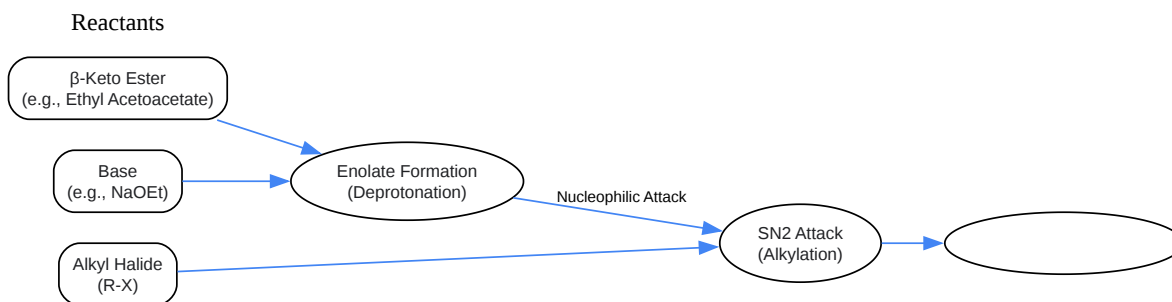 Reactants
β-Keto Ester
(e.g., Ethyl Acetoacetate)
Base
(e.g., NaOEt)
Alkyl Halide
(R-X)
Enolate Formation
(Deprotonation)
Nucleophilic Attack
SN2 Attack
(Alkylation)